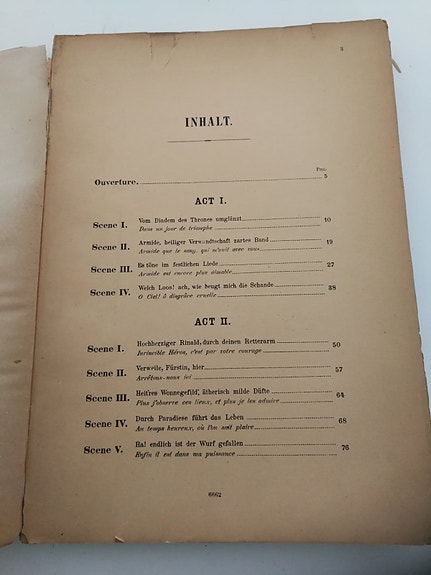 3
INHALT.
Pag.
Ouverture. 5
ACT I.
Scene I. Vom Diadem des Thrones umglänzt 10
Dans un jour de triomphe
Scene II. Armide, heiliger Verwandtschaft zartes Band 19
Armide que le sang, qui m'unit avec vous
Scene III. Es töne im festlichen Liede 27
Armide est encore plus aimable
Scene IV. Welch Loos! ach, wie beugt mich die Schande 38
O Ciel! ô disgrâce cruelle
ACT II.
Scene I. Hochherziger Rinald, durch deinen Retterarm 50
Invincible Héros, c'est par votre courage
Scene II. Verweile, Fürstin, hier 57
Arrêtons-nous ici
Scene III. Heitres Wonnegefild', ätherisch milde Düfte 64
Plus j'observe ces lieux, et plus je les admire
Scene IV. Durch Paradiese führt das Leben 68
Au temps heureux, où l'on sait plaire
Scene V. Ha! endlich ist der Wurf gefallen 76
Enfin il est dans ma puissance
6662